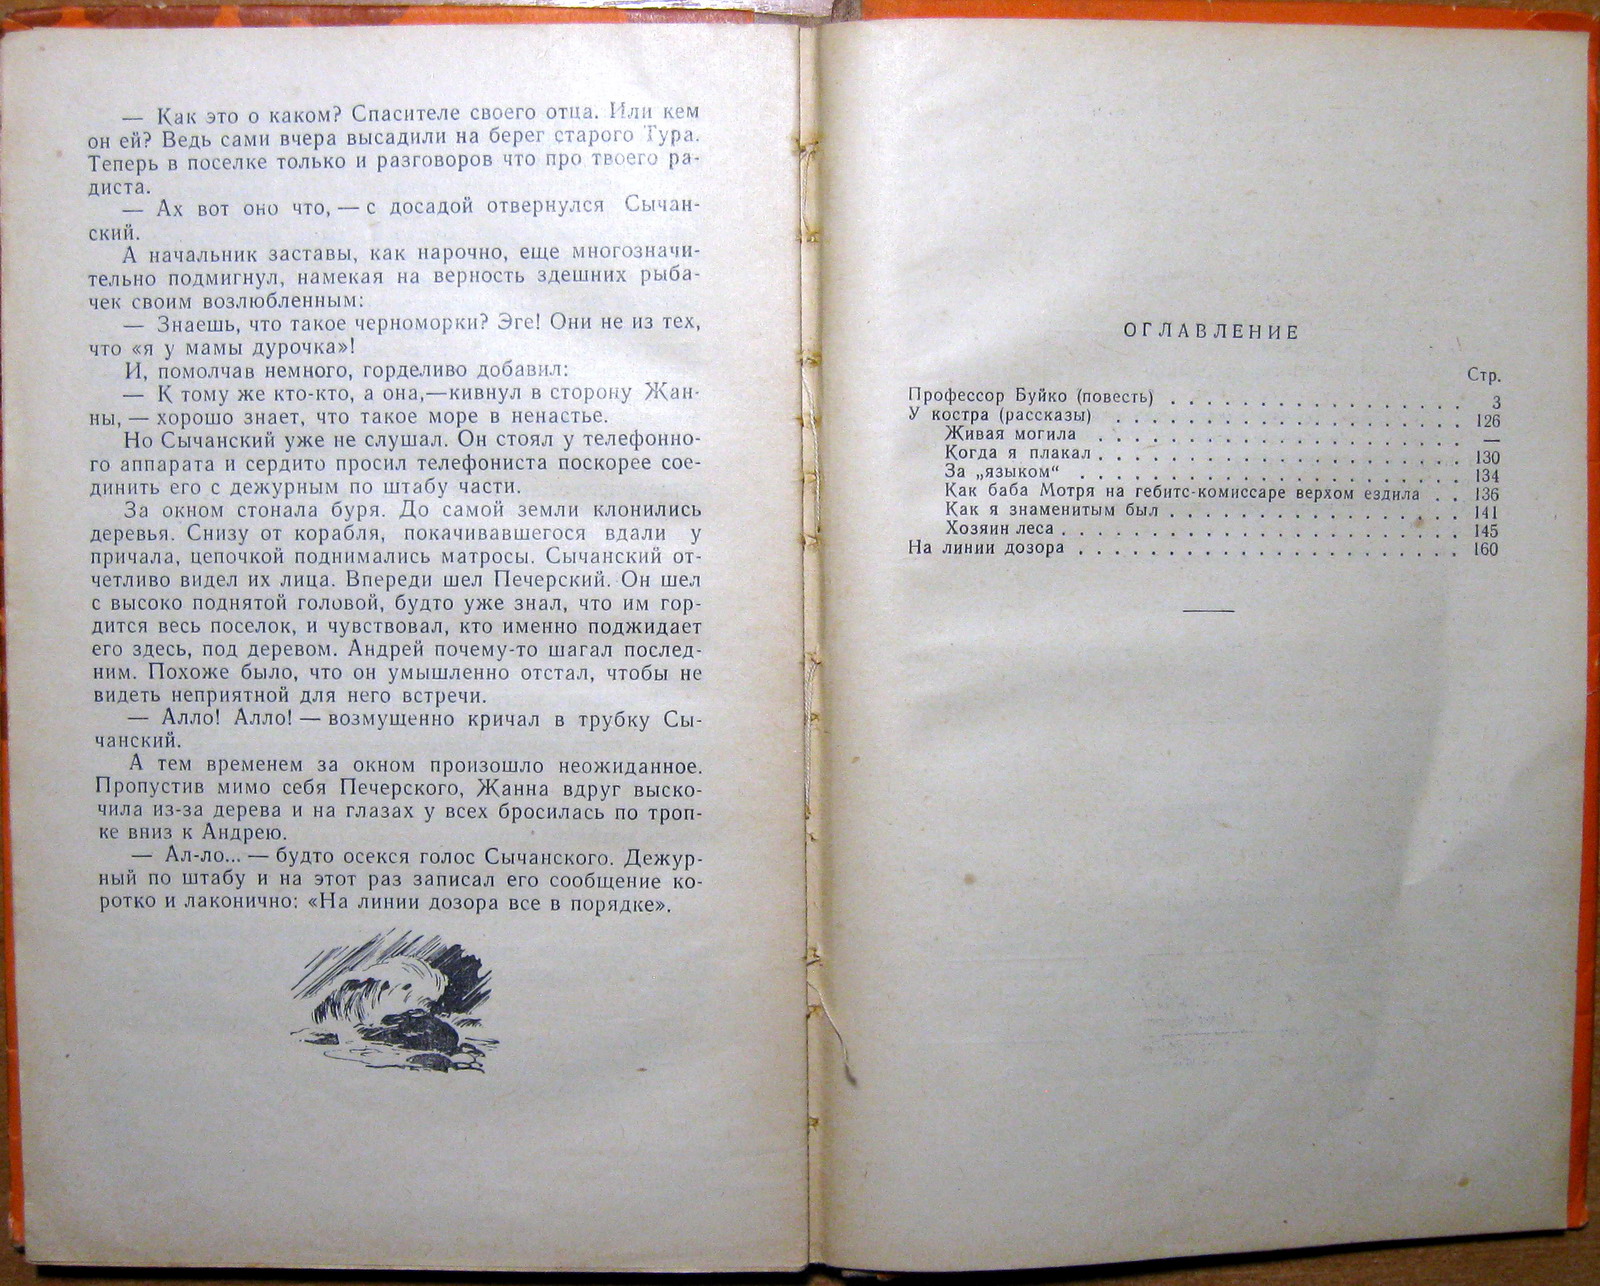 — Как это о каком? Спасителе своего отца. Или кем
он ей? Ведь сами вчера высадили на берег старого Тура.
Теперь в поселке только и разговоров что про твоего ра-
диста.
— Ах вот оно что, — с досадой отвернулся Сычан-
ский.
А начальник заставы, как нарочно, еще многозначи-
тельно подмигнул, намекая на верность здешних рыба-
чек своим возлюбленным:
— Знаешь, что такое черноморки? Эге! Они не из тех,
что «я у мамы дурочка»!
И, помолчав немного, горделиво добавил:
— К тому же кто-кто, а она,—кивнул в сторону Жан-
ны, — хорошо знает, что такое море в ненастье.
Но Сычанский уже не слушал. Он стоял у телефонно-
го аппарата и сердито просил телефониста поскорее сое-
динить его с дежурным по штабу части.
За окном стонала буря. До самой земли клонились
деревья. Снизу от корабля, покачивавшегося вдали у
причала, цепочкой поднимались матросы. Сычанский от-
четливо видел их лица. Впереди шел Печерский. Он шел
с высоко поднятой головой, будто уже знал, что им гор-
дится весь поселок, и чувствовал, кто именно поджидает
его здесь, под деревом. Андрей почему-то шагал послед-
ним. Похоже было, что он умышленно отстал, чтобы не
видеть неприятной для него встречи.
— Алло! Алло! — возмущенно кричал в трубку Сы-
чанский.
А тем временем за окном произошло неожиданное.
Пропустив мимо себя Печерского, Жанна вдруг выско-
чила из-за дерева и на глазах у всех бросилась по троп-
ке вниз к Андрею.
— Ал-ло... — будто осекся голос Сычанского. Дежур-
ный по штабу и на этот раз записал его сообщение ко-
ротко и лаконично: «На линии дозора все в порядке».
ОГЛАВЛЕНИЕ
Стр.
Профессор Буйко (повесть) . . . . . . . . . . . . . . . . 3
У костра (рассказы) . . . . . . . . . . . . . . . . . . . 126
Живая могила . . . . . . . . . . . . . . . . . . . . —
Когда я плакал . . . . . . . . . . . . . . . . . . . . 130
За „языком“ . . . . . . . . . . . . . . . . . . . . . 134
Как баба Мотря на гебитс-комиссаре верхом ездила . . 136
Как я знаменитым был . . . . . . . . . . . . . . . . 141
Хозяин леса . . . . . . . . . . . . . . . . . . . . . . 145
На линии дозора . . . . . . . . . . . . . . . . . . . . . 160